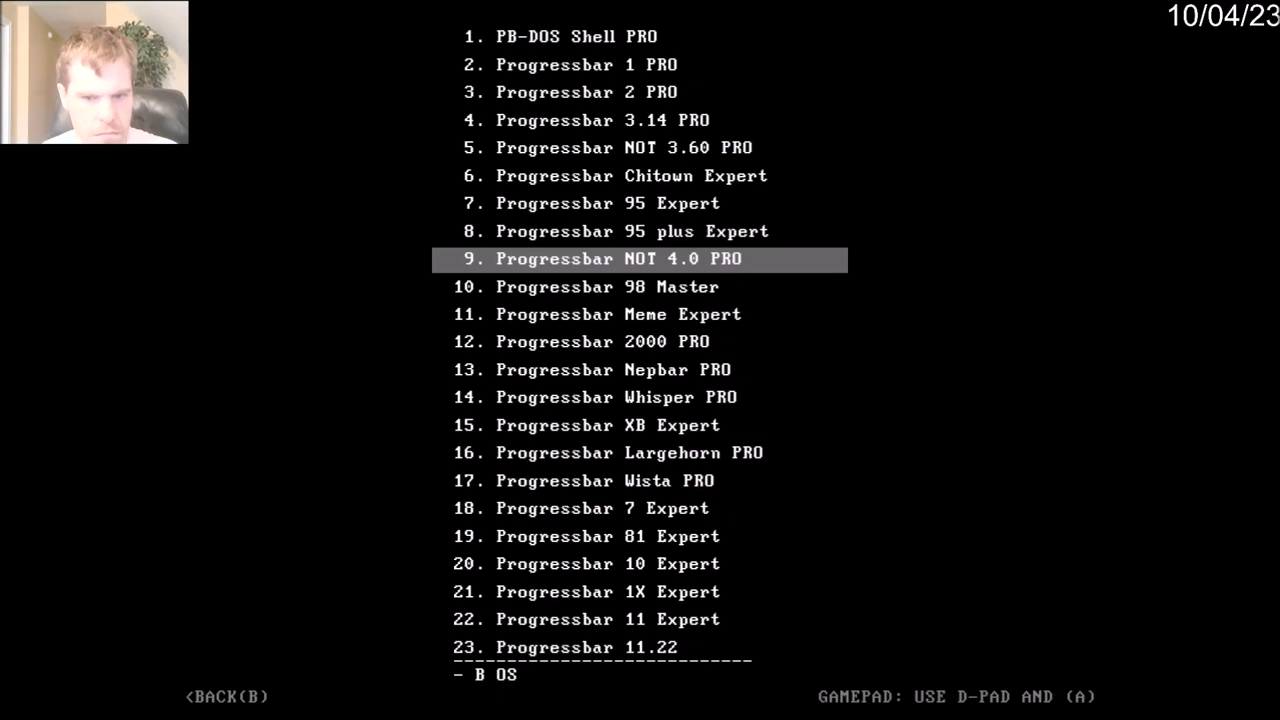 10/04/23
1. PB-DOS Shell PRO
2. Progressbar 1 PRO
3. Progressbar 2 PRO
4. Progressbar 3.14 PRO
5. Progressbar NOT 3.60 PRO
6. Progressbar Chitown Expert
7. Progressbar 95 Expert
8. Progressbar 95 plus Expert
9. Progressbar NOT 4.0 PRO
10. Progressbar 98 Master
11. Progressbar Meme Expert
12. Progressbar 2000 PRO
13. Progressbar Nepbar PRO
14. Progressbar Whisper PRO
15. Progressbar XB Expert
16. Progressbar Largehorn PRO
17. Progressbar Wista PRO
18. Progressbar 7 Expert
19. Progressbar 81 Expert
20. Progressbar 10 Expert
21. Progressbar 1X Expert
22. Progressbar 11 Expert
23. Progressbar 11.22
----------------------------
- B OS
<BACK(B)
GAMEPAD: USE D-PAD AND (A)